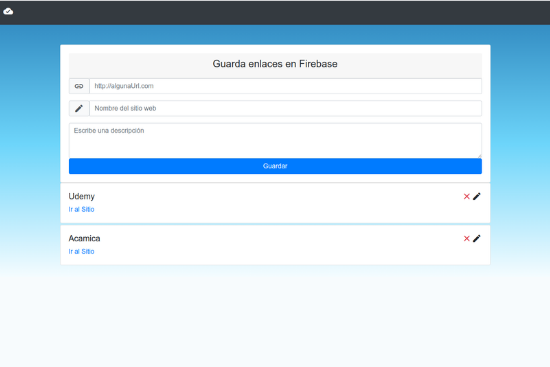 Guarda enlaces en Firebase
http://algunaUrl.com
Nombre del sitio web
Escribe una descripción
Guardar
Udemy
Ir al Sitio
Acamica
Ir al Sitio